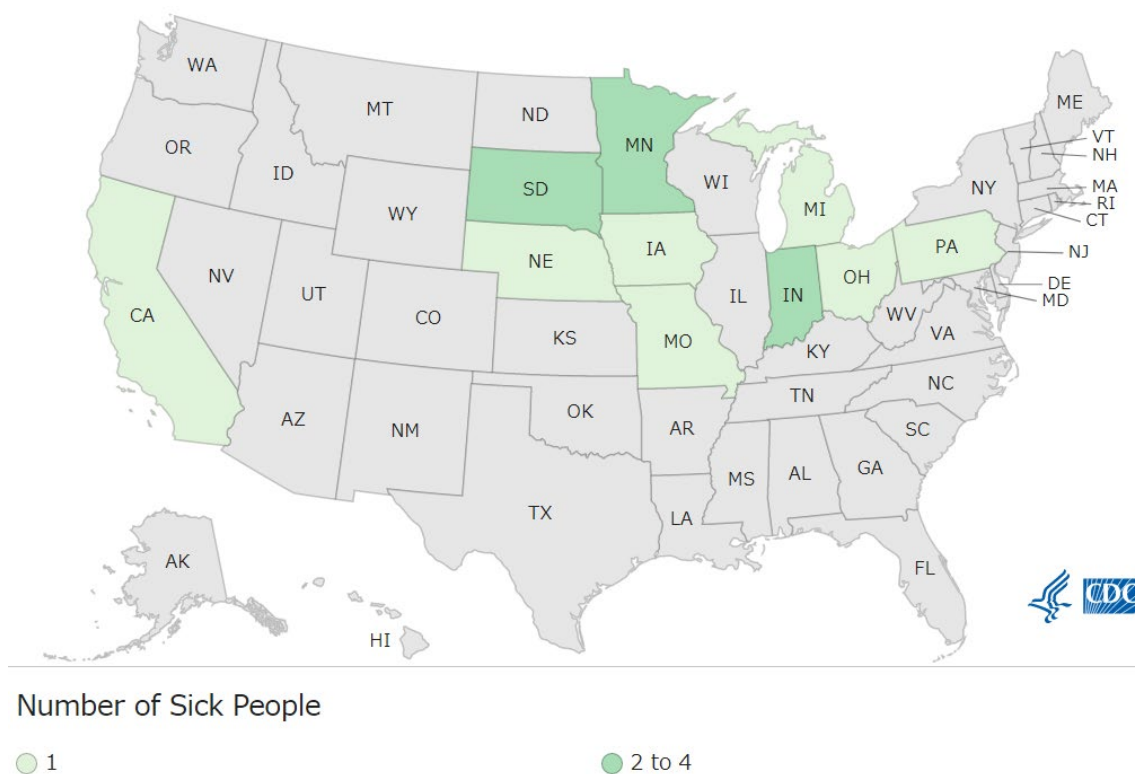 WA
MT
ND
MN
ME
VT
NH
OR
ID
SD
WI
NY
MA
RI
CT
WY
MI
NE
IA
PA
NJ
NV
UT
CO
IL
IN
OH
DE
MD
CA
KS
MO
WV
VA
KY
NC
TN
AZ
NM
OK
AR
SC
MS
AL
GA
TX
LA
AK
FL
HI
CDC
Number of Sick People
1
2 to 4